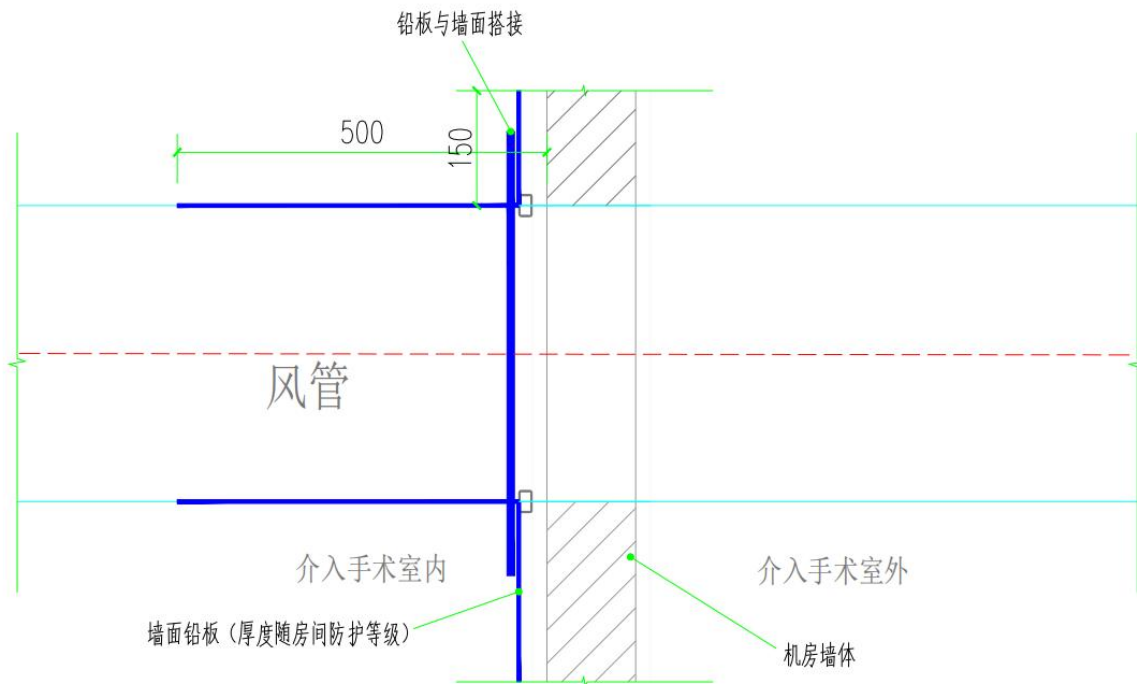 铅板与墙面搭接
500
150
风管
介入手术室内
介入手术室外
墙面铅板（厚度随房间防护等级）
机房墙体